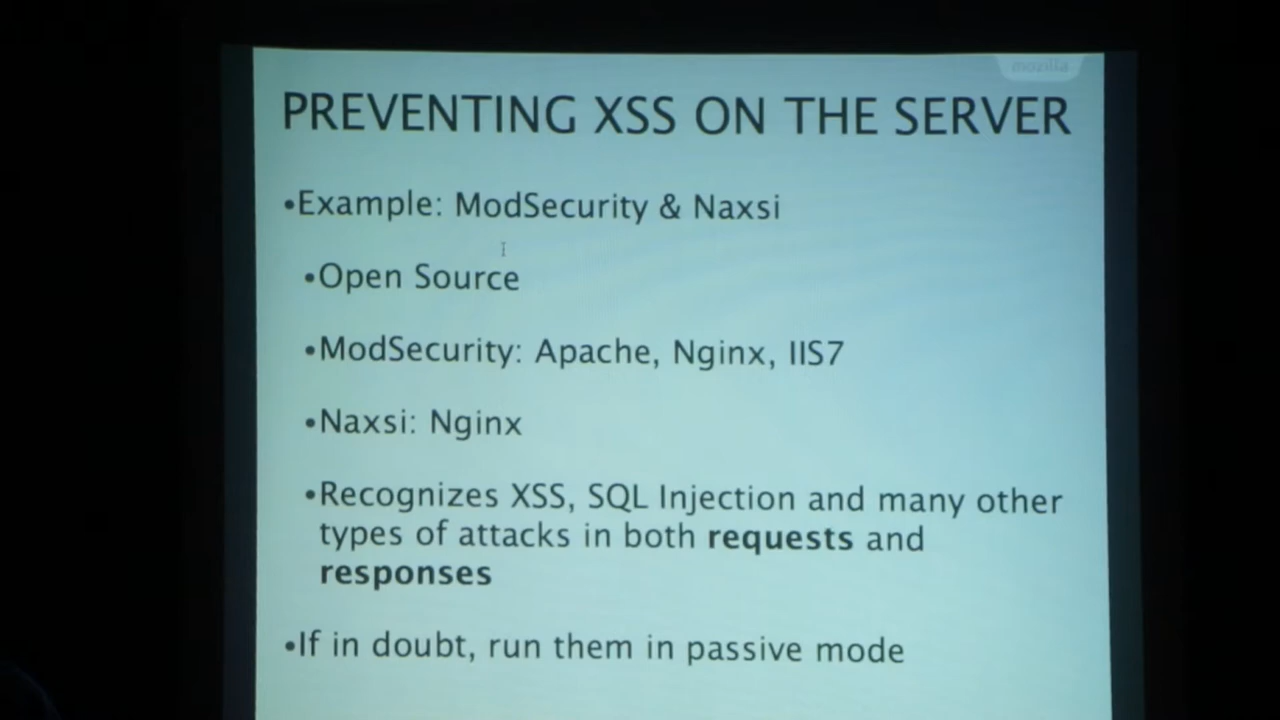 mozilla
PREVENTING XSS ON THE SERVER
•Example: ModSecurity & Naxsi
•Open Source
•ModSecurity: Apache, Nginx, IIS7
•Naxsi: Nginx
•Recognizes XSS, SQL Injection and many other
types of attacks in both requests and
responses
•If in doubt, run them in passive mode